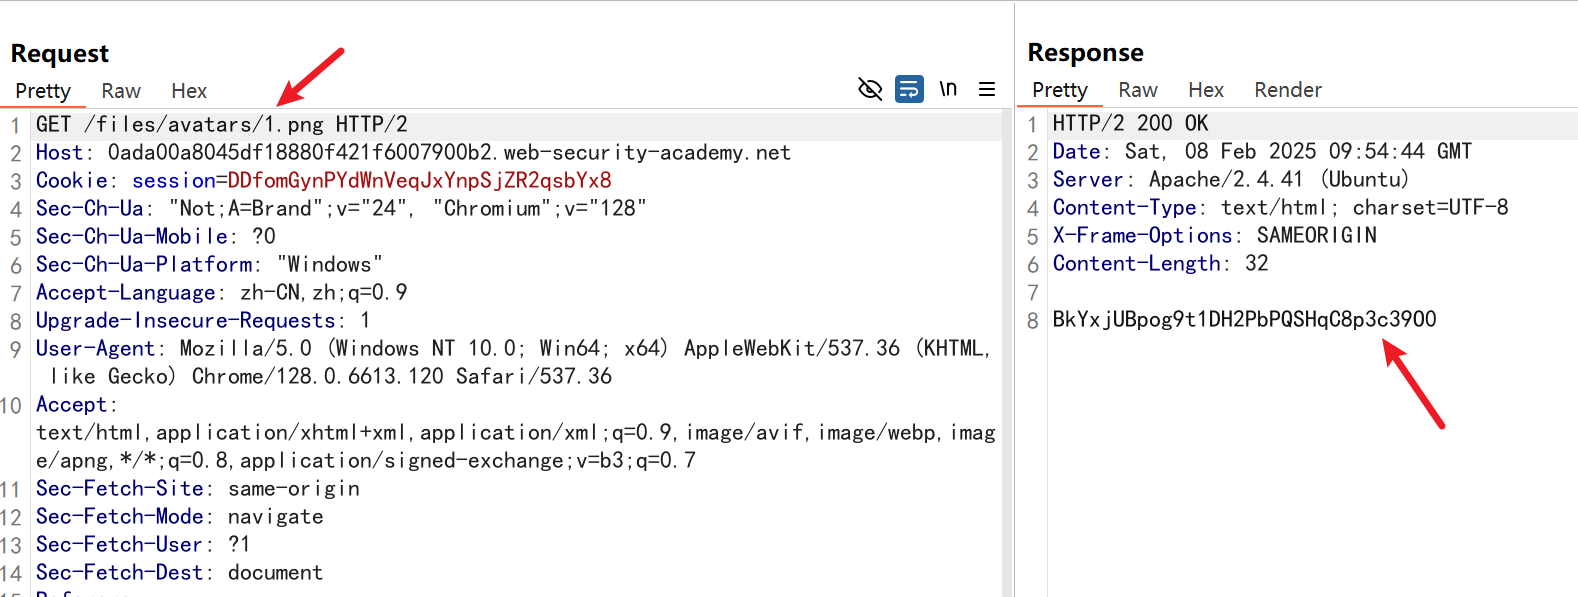 Request
Pretty Raw Hex \n
1 GET /files/avatars/1.png HTTP/2
2 Host: 0ada00a8045df18880f421f6007900b2.web-security-academy.net
3 Cookie: session=DDfomGynPYdWnVeqJxYnpSjZR2qsbYx8
4 Sec-Ch-Ua: "Not;A=Brand";v="24", "Chromium";v="128"
5 Sec-Ch-Ua-Mobile: ?0
6 Sec-Ch-Ua-Platform: "Windows"
7 Accept-Language: zh-CN,zh;q=0.9
8 Upgrade-Insecure-Requests: 1
9 User-Agent: Mozilla/5.0 (Windows NT 10.0; Win64; x64) AppleWebKit/537.36 (KHTML,
like Gecko) Chrome/128.0.6613.120 Safari/537.36
10 Accept:
text/html,application/xhtml+xml,application/xml;q=0.9,image/avif,image/webp,imag
e/apng,*/*;q=0.8,application/signed-exchange;v=b3;q=0.7
11 Sec-Fetch-Site: same-origin
12 Sec-Fetch-Mode: navigate
13 Sec-Fetch-User: ?1
14 Sec-Fetch-Dest: document
Response
Pretty Raw Hex Render
1 HTTP/2 200 OK
2 Date: Sat, 08 Feb 2025 09:54:44 GMT
3 Server: Apache/2.4.41 (Ubuntu)
4 Content-Type: text/html; charset=UTF-8
5 X-Frame-Options: SAMEORIGIN
6 Content-Length: 32
7
8 BkYxjUBpog9t1DH2PbPQSHqC8p3c39OO